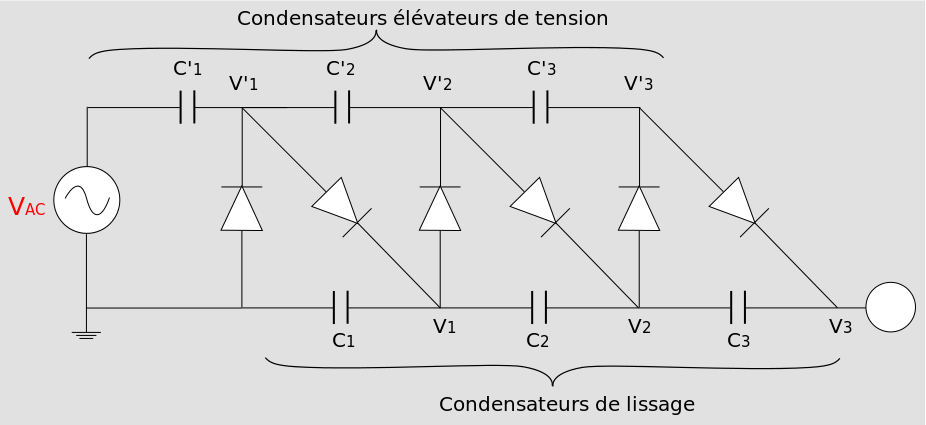 Condensateurs élévateurs de tension
C'1 V'1 C'2 V'2 C'3 V'3
VAC
C1 V1 C2 V2 C3 V3
Condensateurs de lissage